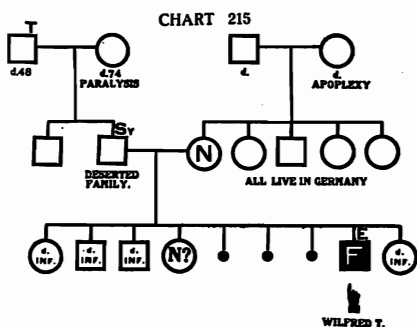 CHART 215
T
d.48
d.74
PARALYSIS
d.
d.
APOPLEXY
Sy
N
DESERTED
FAMILY.
ALL LIVE IN GERMANY
d.
INF.
d.
INF.
d.
INF.
N?
E
F
d.
INF.
WILFRED T.